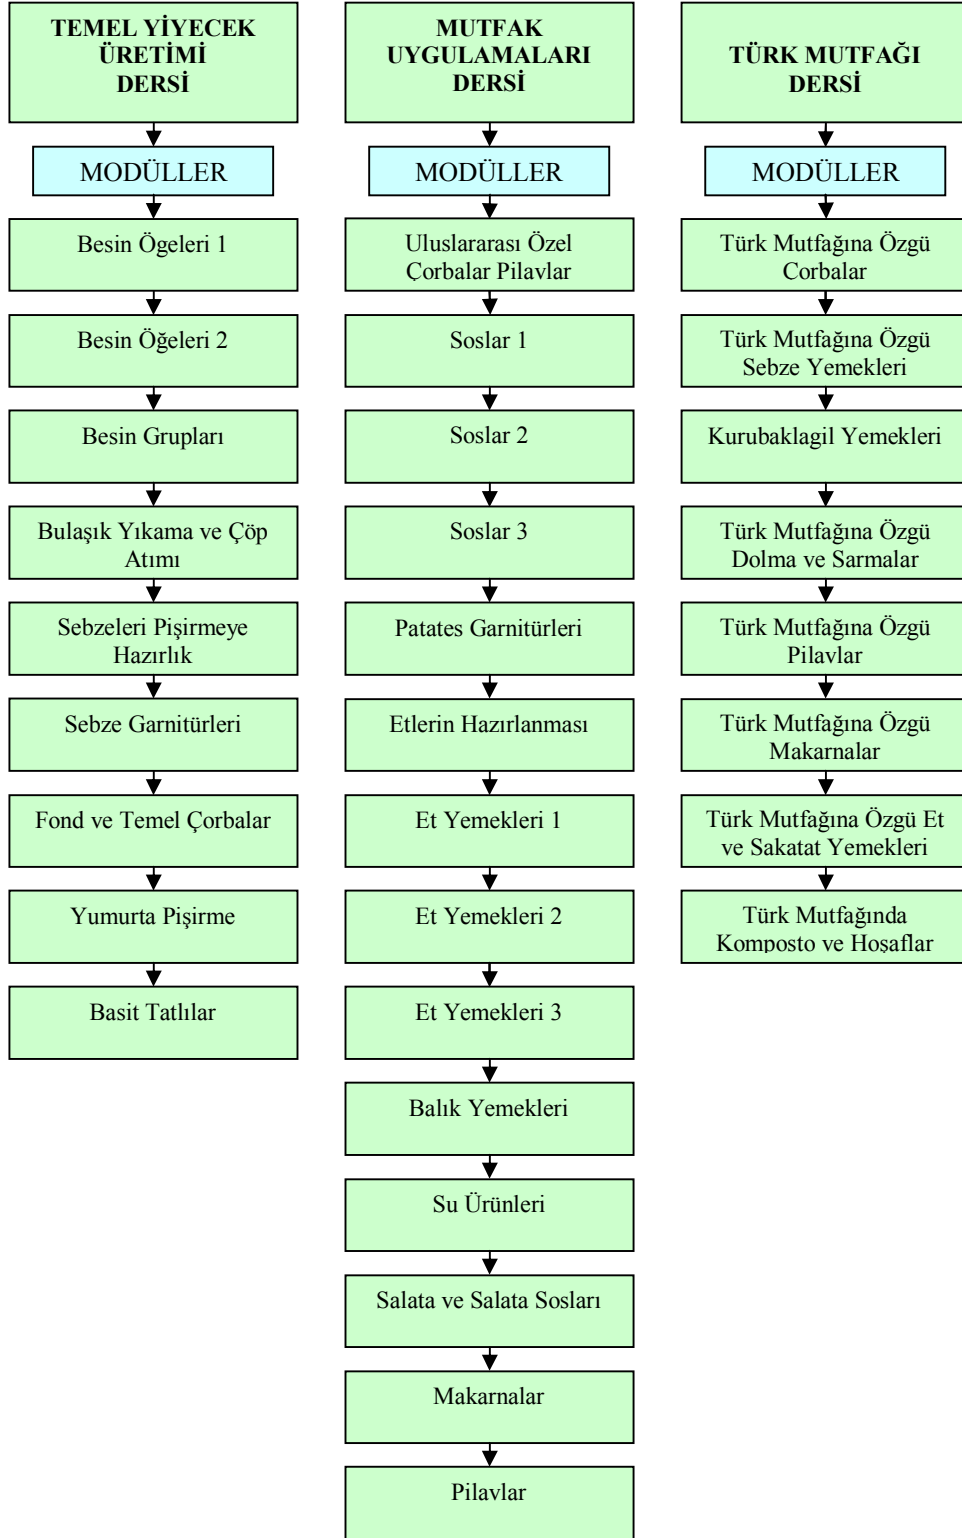 TEMEL YİYECEK
ÜRETİMİ
DERSİ
MODÜLLER
Besin Ögeleri 1
Besin Öğeleri 2
Besin Grupları
Bulaşık Yıkama ve Çöp
Atımı
Sebzeleri Pişirmeye
Hazırlık
Sebze Garnitürleri
Fond ve Temel Çorbalar
Yumurta Pişirme
Basit Tatlılar
MUTFAK
UYGULAMALARI
DERSİ
MODÜLLER
Uluslararası Özel
Çorbalar Pilavlar
Soslar 1
Soslar 2
Soslar 3
Patates Garnitürleri
Etlerin Hazırlanması
Et Yemekleri 1
Et Yemekleri 2
Et Yemekleri 3
Balık Yemekleri
Su Ürünleri
Salata ve Salata Sosları
Makarnalar
Pilavlar
TÜRK MUTFAĞI
DERSİ
MODÜLLER
Türk Mutfağına Özgü
Çorbalar
Türk Mutfağına Özgü
Sebze Yemekleri
Kurubaklagil Yemekleri
Türk Mutfağına Özgü
Dolma ve Sarmalar
Türk Mutfağına Özgü
Pilavlar
Türk Mutfağına Özgü
Makarnalar
Türk Mutfağına Özgü Et
ve Sakatat Yemekleri
Türk Mutfağında
Komposto ve Hoşaflar